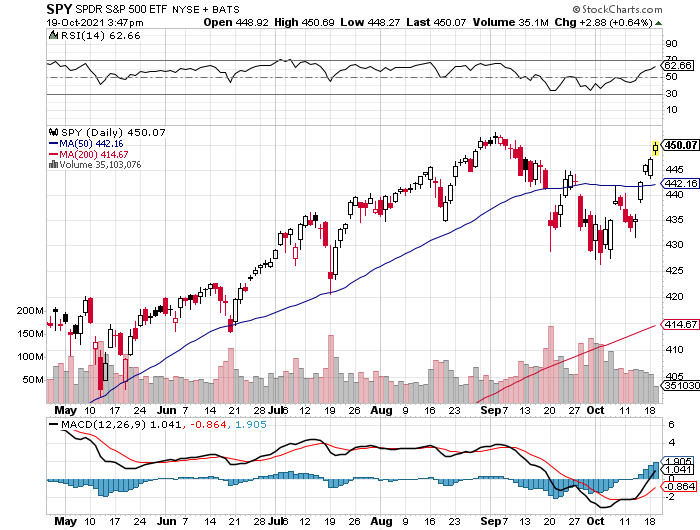 SPY SPDR S&P 500 ETF NYSE + BATS © StockCharts.com
19-Oct-2021 3:47pm Open 448.92 High 450.69 Low 448.27 Last 450.07 Volume 35.1M Chg +2.88 (+0.64%)
RSI(14) 62.66
90
70
62.66
50
30
10
SPY (Daily) 450.07
MA(50) 442.16
MA(200) 414.67
Volume 35,103,076
450.07
445
442.16
440
435
430
425
420
414.67
410
405
35103076
200M
150M
100M
50M
May 10 17 24 Jun 7 14 21 28 Jul 6 12 19 26 Aug 9 16 23 Sep 7 13 20 27 Oct 11 18
MACD(12,26,9) 1.041, -0.864, 1.905
6
4
1.905
1.041
-0.864
-2
May 10 17 24 Jun 7 14 21 28 Jul 6 12 19 26 Aug 9 16 23 Sep 7 13 20 27 Oct 11 18